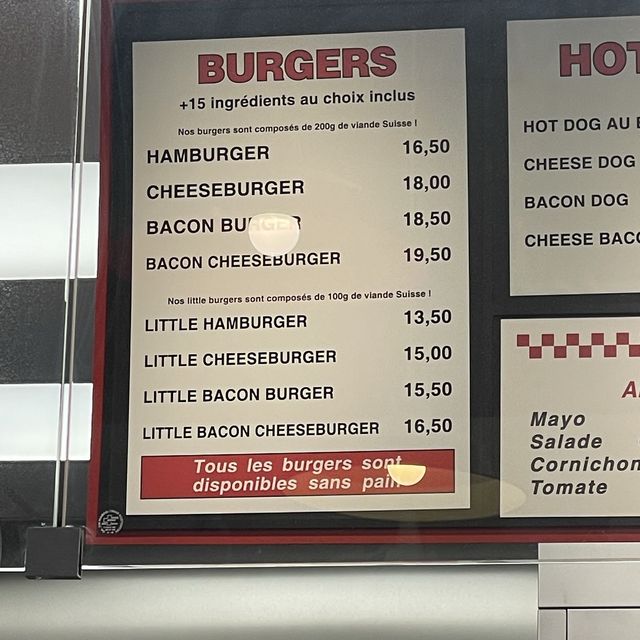 BURGERS
+15 ingrédients au choix inclus
Nos burgers sont composés de 200g de viande Suisse !
HAMBURGER 16,50
CHEESEBURGER 18,00
BACON BURGER 18,50
BACON CHEESEBURGER 19,50
Nos little burgers sont composés de 100g de viande Suisse !
LITTLE HAMBURGER 13,50
LITTLE CHEESEBURGER 15,00
LITTLE BACON BURGER 15,50
LITTLE BACON CHEESEBURGER 16,50
Tous les burgers sont
disponibles sans pain
HOT
HOT DOG AU
CHEESE DOG
BACON DOG
CHEESE BACO
Mayo
Salade
Cornichon
Tomate